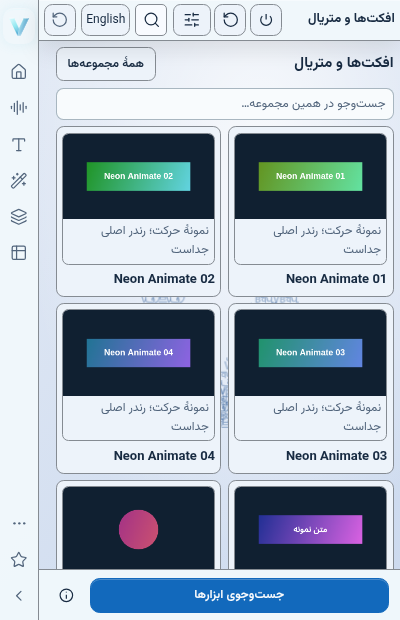 افکت‌ها و متریال
English
افکت‌ها و متریال
همهٔ مجموعه‌ها
جست‌وجو در همین مجموعه...
Neon Animate 01
نمونهٔ حرکت؛ رندر اصلی
جداست
Neon Animate 01
Neon Animate 02
نمونهٔ حرکت؛ رندر اصلی
جداست
Neon Animate 02
Neon Animate 03
نمونهٔ حرکت؛ رندر اصلی
جداست
Neon Animate 03
Neon Animate 04
نمونهٔ حرکت؛ رندر اصلی
جداست
Neon Animate 04
متن نمونه
جست‌وجوی ابزارها